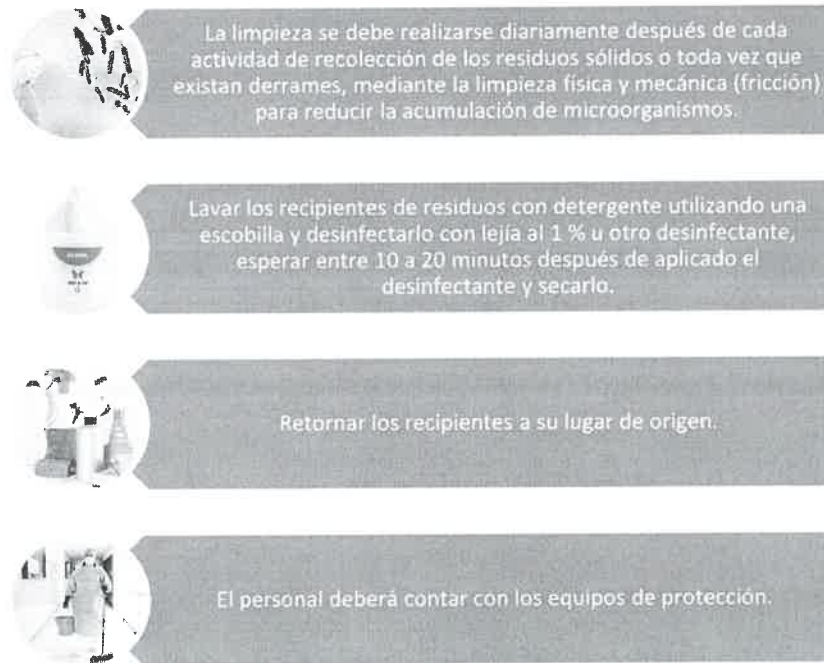 La limpieza se debe realizarse diariamente después de cada
actividad de recolección de los residuos sólidos o toda vez que
existan derrames, mediante la limpieza física y mecánica (fricción)
para reducir la acumulación de microorganismos.
Lavar los recipientes de residuos con detergente utilizando una
escobilla y desinfectarlo con lejía al 1 % u otro desinfectante,
esperar entre 10 a 20 minutos después de aplicado el
desinfectante y secarlo.
Retornar los recipientes a su lugar de origen.
El personal deberá contar con los equipos de protección.